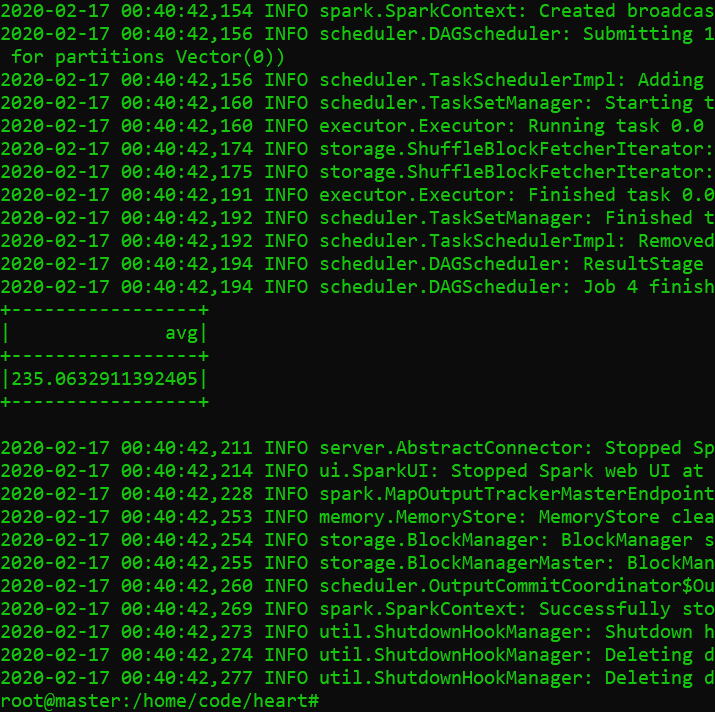 2020-02-17 00:40:42,154 INFO spark.SparkContext: Created broadcas
2020-02-17 00:40:42,156 INFO scheduler.DAGScheduler: Submitting 1
 for partitions Vector(0))
2020-02-17 00:40:42,156 INFO scheduler.TaskSchedulerImpl: Adding
2020-02-17 00:40:42,160 INFO scheduler.TaskSetManager: Starting t
2020-02-17 00:40:42,160 INFO executor.Executor: Running task 0.0
2020-02-17 00:40:42,174 INFO storage.ShuffleBlockFetcherIterator:
2020-02-17 00:40:42,175 INFO storage.ShuffleBlockFetcherIterator:
2020-02-17 00:40:42,191 INFO executor.Executor: Finished task 0.0
2020-02-17 00:40:42,192 INFO scheduler.TaskSetManager: Finished t
2020-02-17 00:40:42,192 INFO scheduler.TaskSchedulerImpl: Removed
2020-02-17 00:40:42,194 INFO scheduler.DAGScheduler: ResultStage
2020-02-17 00:40:42,194 INFO scheduler.DAGScheduler: Job 4 finish
+-----------------+
|              avg|
+-----------------+
|235.0632911392405|
+-----------------+
2020-02-17 00:40:42,211 INFO server.AbstractConnector: Stopped Sp
2020-02-17 00:40:42,214 INFO ui.SparkUI: Stopped Spark web UI at
2020-02-17 00:40:42,228 INFO spark.MapOutputTrackerMasterEndpoint
2020-02-17 00:40:42,253 INFO memory.MemoryStore: MemoryStore clea
2020-02-17 00:40:42,254 INFO storage.BlockManager: BlockManager s
2020-02-17 00:40:42,255 INFO storage.BlockManagerMaster: BlockMan
2020-02-17 00:40:42,260 INFO scheduler.OutputCommitCoordinator$Ou
2020-02-17 00:40:42,269 INFO spark.SparkContext: Successfully sto
2020-02-17 00:40:42,273 INFO util.ShutdownHookManager: Shutdown h
2020-02-17 00:40:42,274 INFO util.ShutdownHookManager: Deleting d
2020-02-17 00:40:42,277 INFO util.ShutdownHookManager: Deleting d
root@master:/home/code/heart#